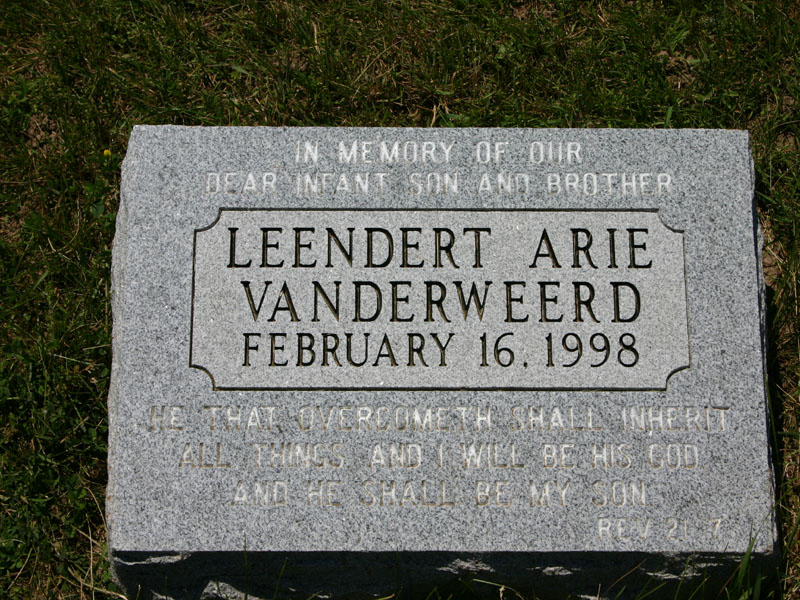 IN MEMORY OF OUR
DEAR INFANT SON AND BROTHER
LEENDERT ARIE
VANDERWEERD
FEBRUARY 16, 1998
HE THAT OVERCOMETH SHALL INHERIT
ALL THINGS AND I WILL BE HIS GOD
AND HE SHALL BE MY SON.
REV. 21:7